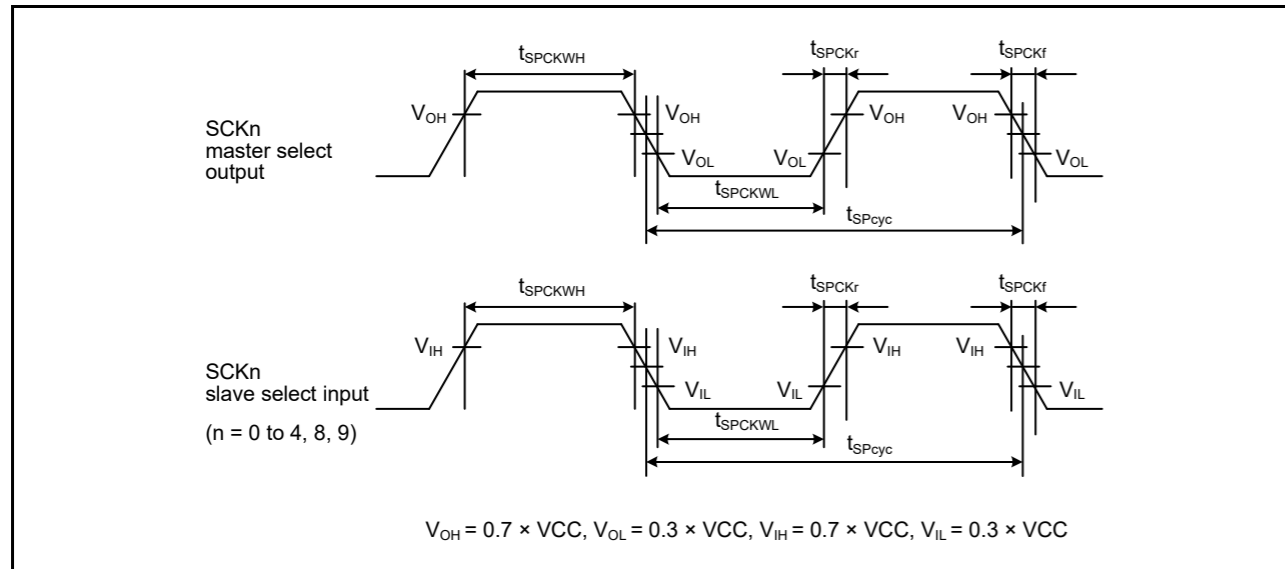 tSPCKWH
tSPCKr
tSPCKf
VOH
VOH
VOH
VOH
SCKn
master select
output
VOL
VOL
VOL
tSPCKWL
tSPcyc
tSPCKWH
tSPCKr
tSPCKf
VIH
VIH
VIH
VIH
SCKn
slave select input
VIL
VIL
VIL
(n = 0 to 4, 8, 9)
tSPCKWL
tSPcyc
VOH = 0.7 × VCC, VOL = 0.3 × VCC, VIH = 0.7 × VCC, VIL = 0.3 × VCC